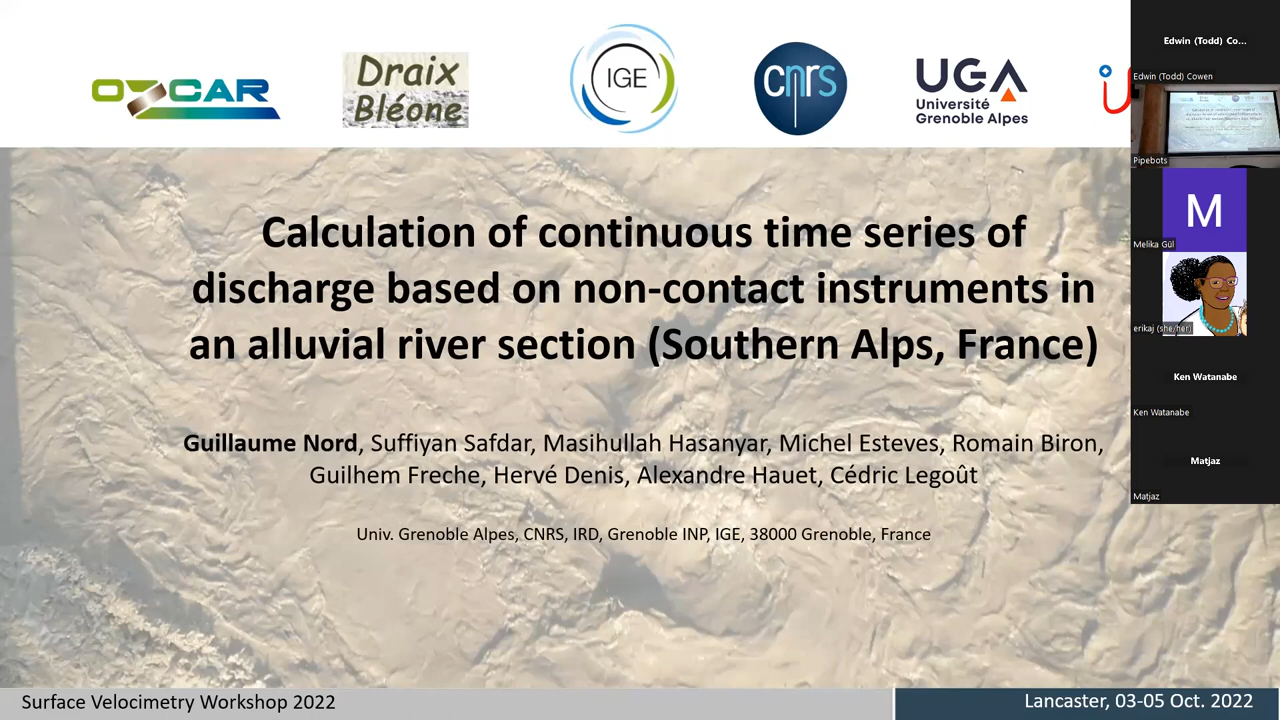 OZCAR
Draix
Bléone
IGE
cnrs
UGA
Université
Grenoble Alpes
Calculation of continuous time series of
discharge based on non-contact instruments in
an alluvial river section (Southern Alps, France)
Guillaume Nord, Suffiyan Safdar, Masihullah Hasanyar, Michel Esteves, Romain Biron,
Guilhem Freche, Hervé Denis, Alexandre Hauet, Cédric Legoût
Univ. Grenoble Alpes, CNRS, IRD, Grenoble INP, IGE, 38000 Grenoble, France
Surface Velocimetry Workshop 2022
Lancaster, 03-05 Oct. 2022
Edwin (Todd) Co...
Edwin (Todd) Cowen
Pipebots
M
Melika Gül
erikaj (she/her)
Ken Watanabe
Ken Watanabe
Matjaz
Matjaz